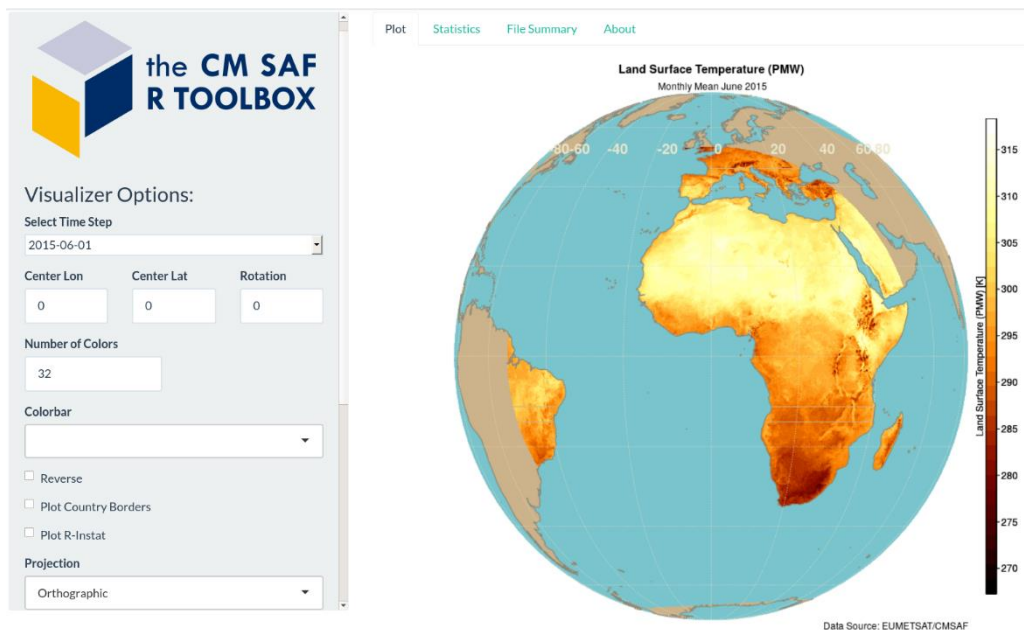 the CM SAF
R TOOLBOX
Visualizer Options:
Select Time Step
2015-06-01
Center Lon
Center Lat
Rotation
0
0
0
Number of Colors
32
Colorbar
Reverse
Plot Country Borders
Plot R-Instat
Projection
Orthographic
Plot
Statistics
File Summary
About
Land Surface Temperature (PMW)
Monthly Mean June 2015
-80-60 -40 -20 0 20 40 60 80
315
310
305
300
295
290
285
280
275
270
Land Surface Temperature (PMW) [K]
Data Source: EUMETSAT/CMSAF